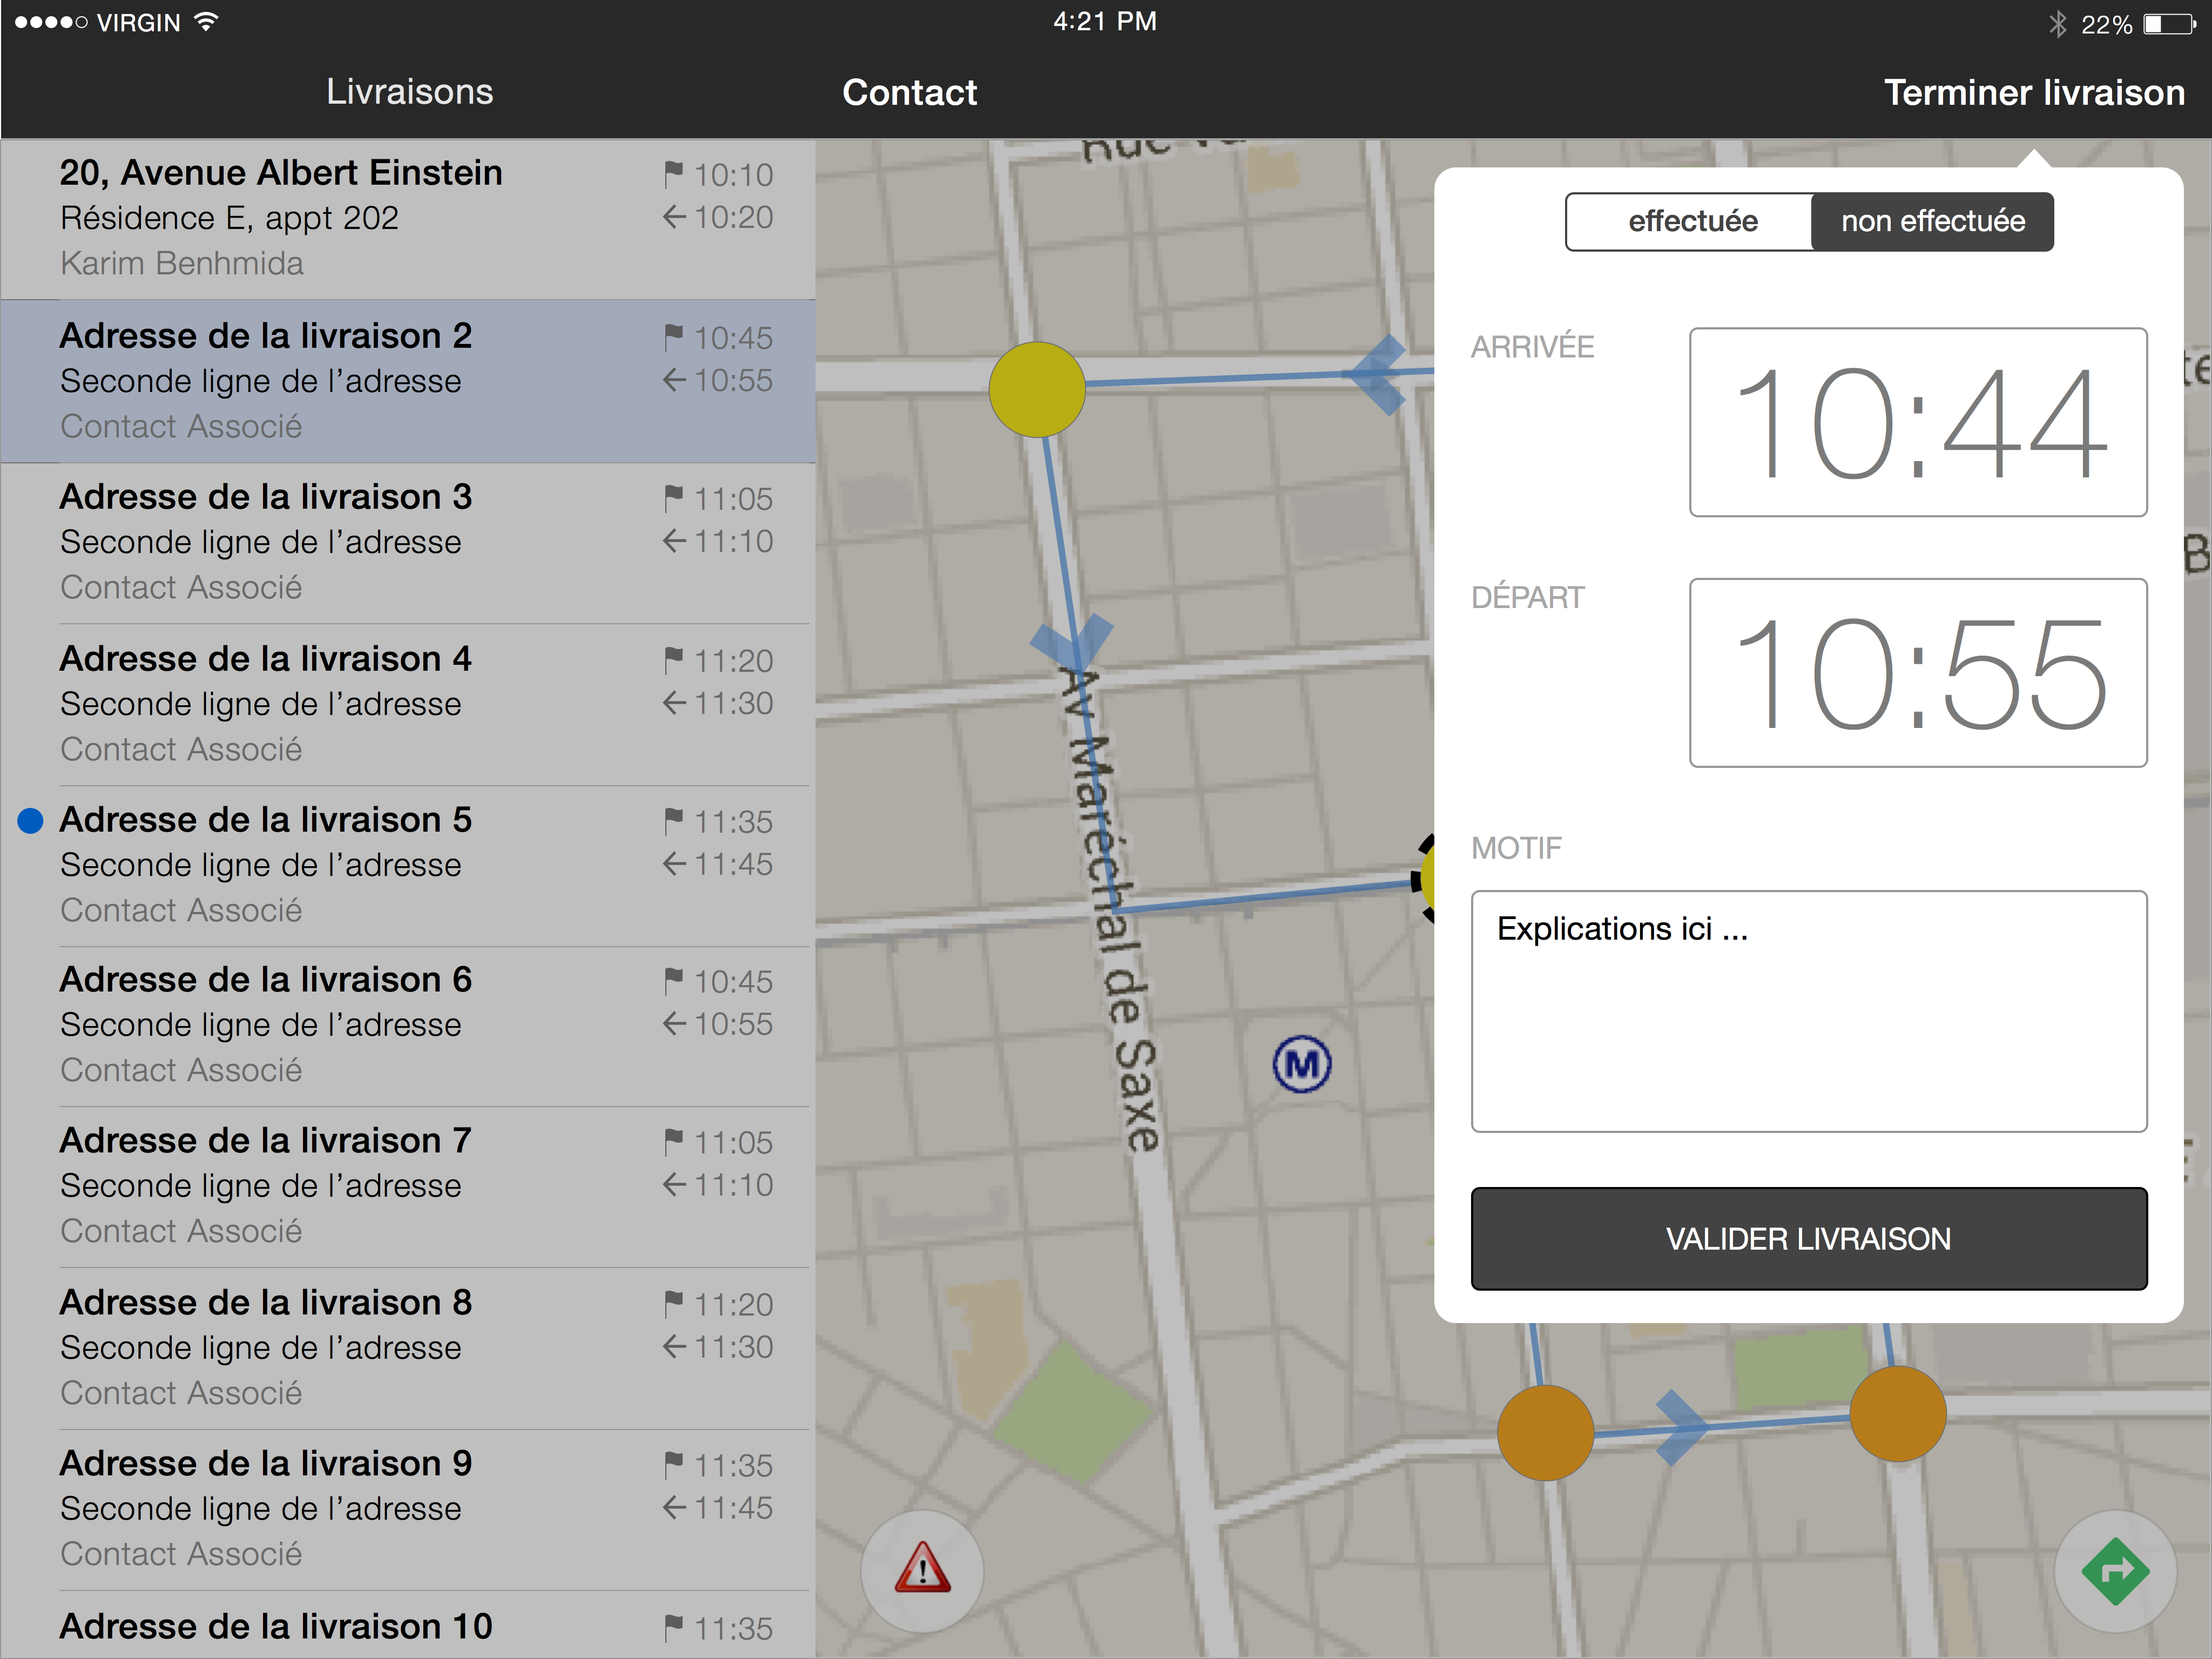 VIRGIN
4:21 PM
22%
Livraisons
Contact
Terminer livraison
20, Avenue Albert Einstein
10:10
Résidence E, appt 202
10:20
Karim Benhmida
Adresse de la livraison 2
10:45
Seconde ligne de l’adresse
10:55
Contact Associé
Adresse de la livraison 3
11:05
Seconde ligne de l’adresse
11:10
Contact Associé
Adresse de la livraison 4
11:20
Seconde ligne de l’adresse
11:30
Contact Associé
Adresse de la livraison 5
11:35
Seconde ligne de l’adresse
11:45
Contact Associé
Adresse de la livraison 6
10:45
Seconde ligne de l’adresse
10:55
Contact Associé
Adresse de la livraison 7
11:05
Seconde ligne de l’adresse
11:10
Contact Associé
Adresse de la livraison 8
11:20
Seconde ligne de l’adresse
11:30
Contact Associé
Adresse de la livraison 9
11:35
Seconde ligne de l’adresse
11:45
Contact Associé
Adresse de la livraison 10
11:35
Rue
Av Maréchal de Saxe
M
effectuée
non effectuée
ARRIVÉE
10:44
DÉPART
10:55
MOTIF
Explications ici ...
VALIDER LIVRAISON